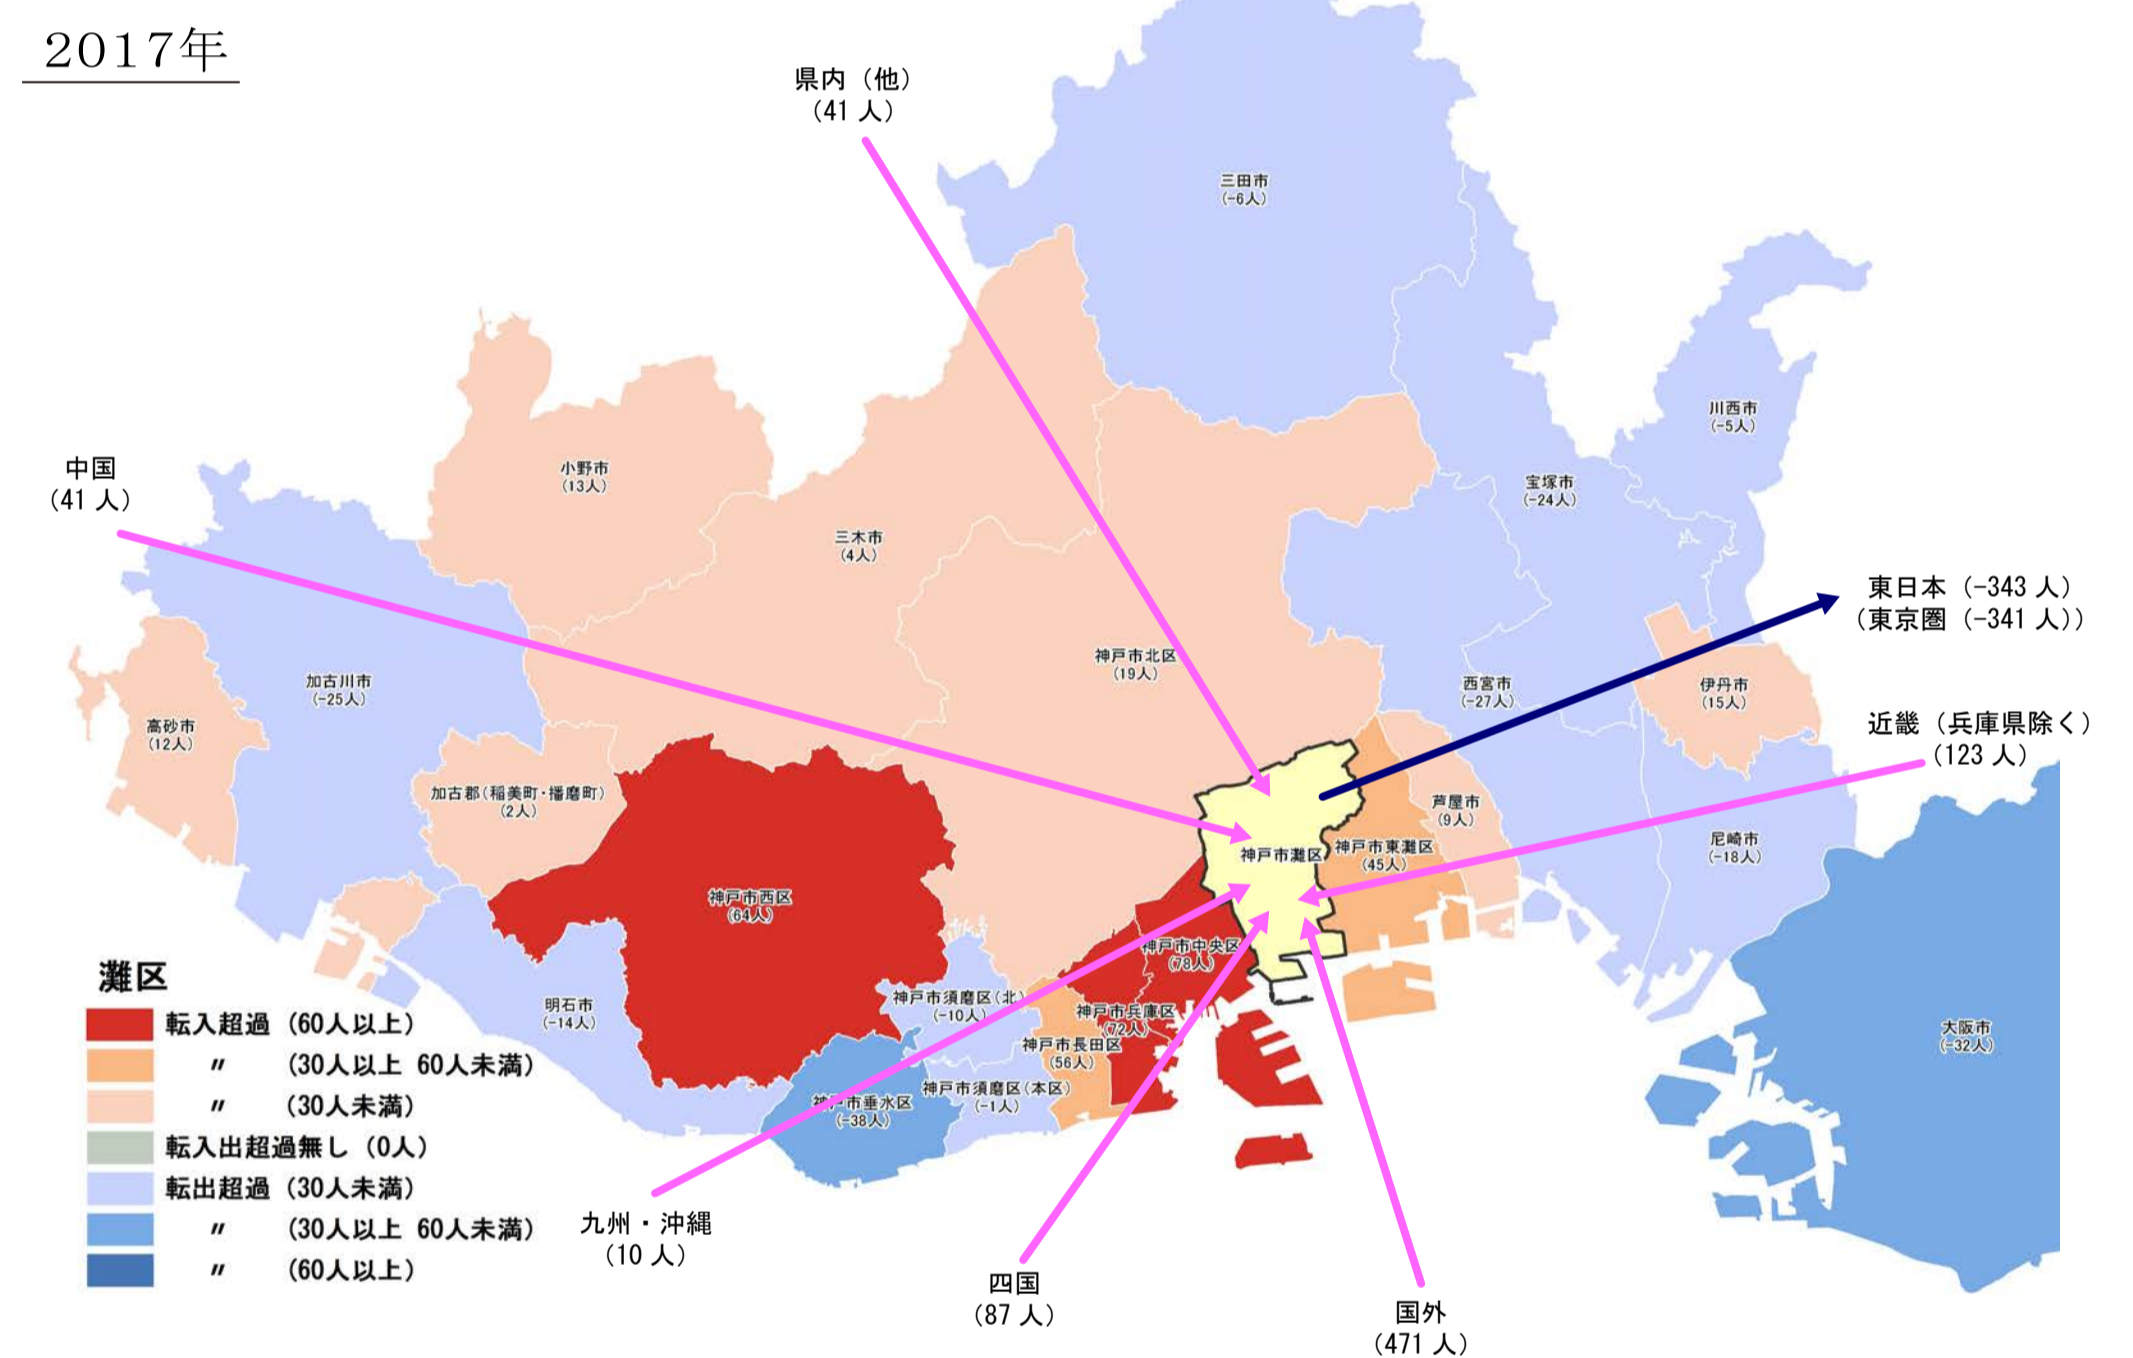 2017年
県内（他）
（41 人）
三田市
(-6人)
川西市
(-5人)
中国
（41 人）
小野市
(13人)
宝塚市
(-24人)
三木市
(4人)
東日本（-343 人）
（東京圏（-341 人））
神戸市北区
(19人)
加古川市
(-25人)
西宮市
(-27人)
伊丹市
(15人)
高砂市
(12人)
近畿（兵庫県除く）
（123 人）
加古郡(稲美町・播磨町)
(2人)
芦屋市
(9人)
神戸市灘区
神戸市東灘区
(45人)
尼崎市
(-18人)
神戸市西区
(64人)
神戸市中央区
(78人)
灘区
神戸市須磨区(北)
(-10人)
明石市
(-14人)
神戸市兵庫区
(72人)
神戸市長田区
(56人)
大阪市
(-32人)
神戸市須磨区(本区)
(-1人)
神戸市垂水区
(-38人)
転入超過（60人以上）
〃 （30人以上 60人未満）
〃 （30人未満）
転入出超過無し（0人）
転出超過（30人未満）
〃 （30人以上 60人未満）
〃 （60人以上）
九州・沖縄
（10 人）
四国
（87 人）
国外
（471 人）